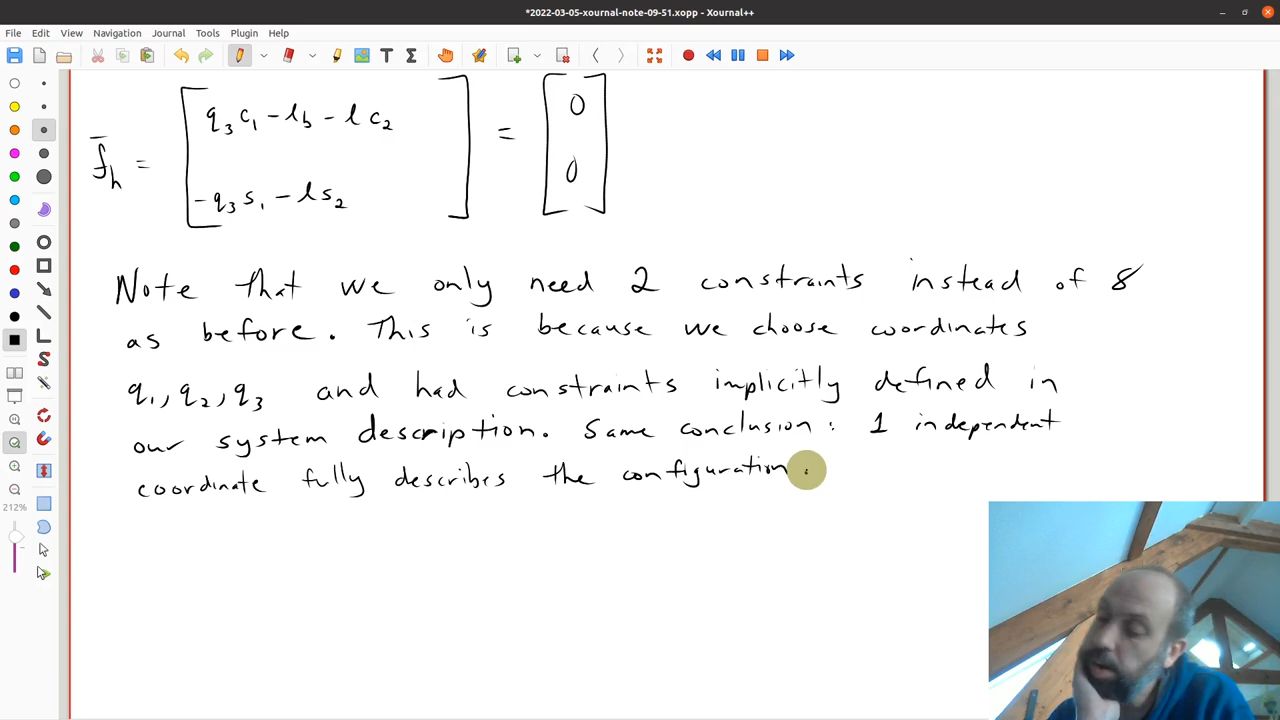 *2022-03-05-xournal-note-09-51.xopp - Xournal++
File Edit View Navigation Journal Tools Plugin Help
f̄ₕ = [ q₃c₁ - l_b - lc₂ ] = [ 0 ]
[ -q₃s₁ - ls₂ ] [ 0 ]
Note that we only need 2 constraints instead of 8
as before. This is because we choose coordinates
q₁, q₂, q₃ and had constraints implicitly defined in
our system description. Same conclusion: 1 independent
coordinate fully describes the configuration.
212%